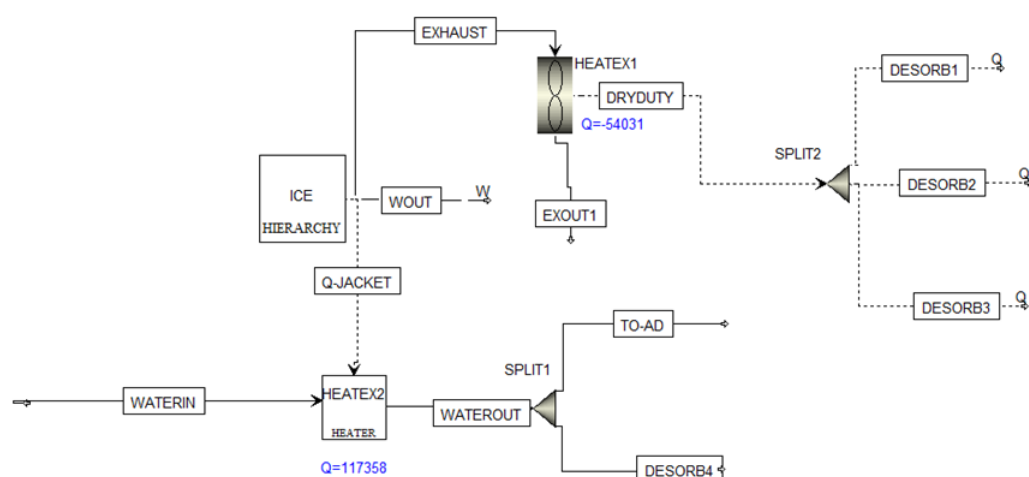 EXHAUST
HEATEX1
DESORB1
Q
DRYDUTY
Q=-54031
SPLIT2
ICE
HIERARCHY
WOUT
W
DESORB2
Q
EXOUT1
Q-JACKET
DESORB3
Q
TO-AD
SPLIT1
WATERIN
HEATEX2
HEATER
WATEROUT
Q=117358
DESORB4